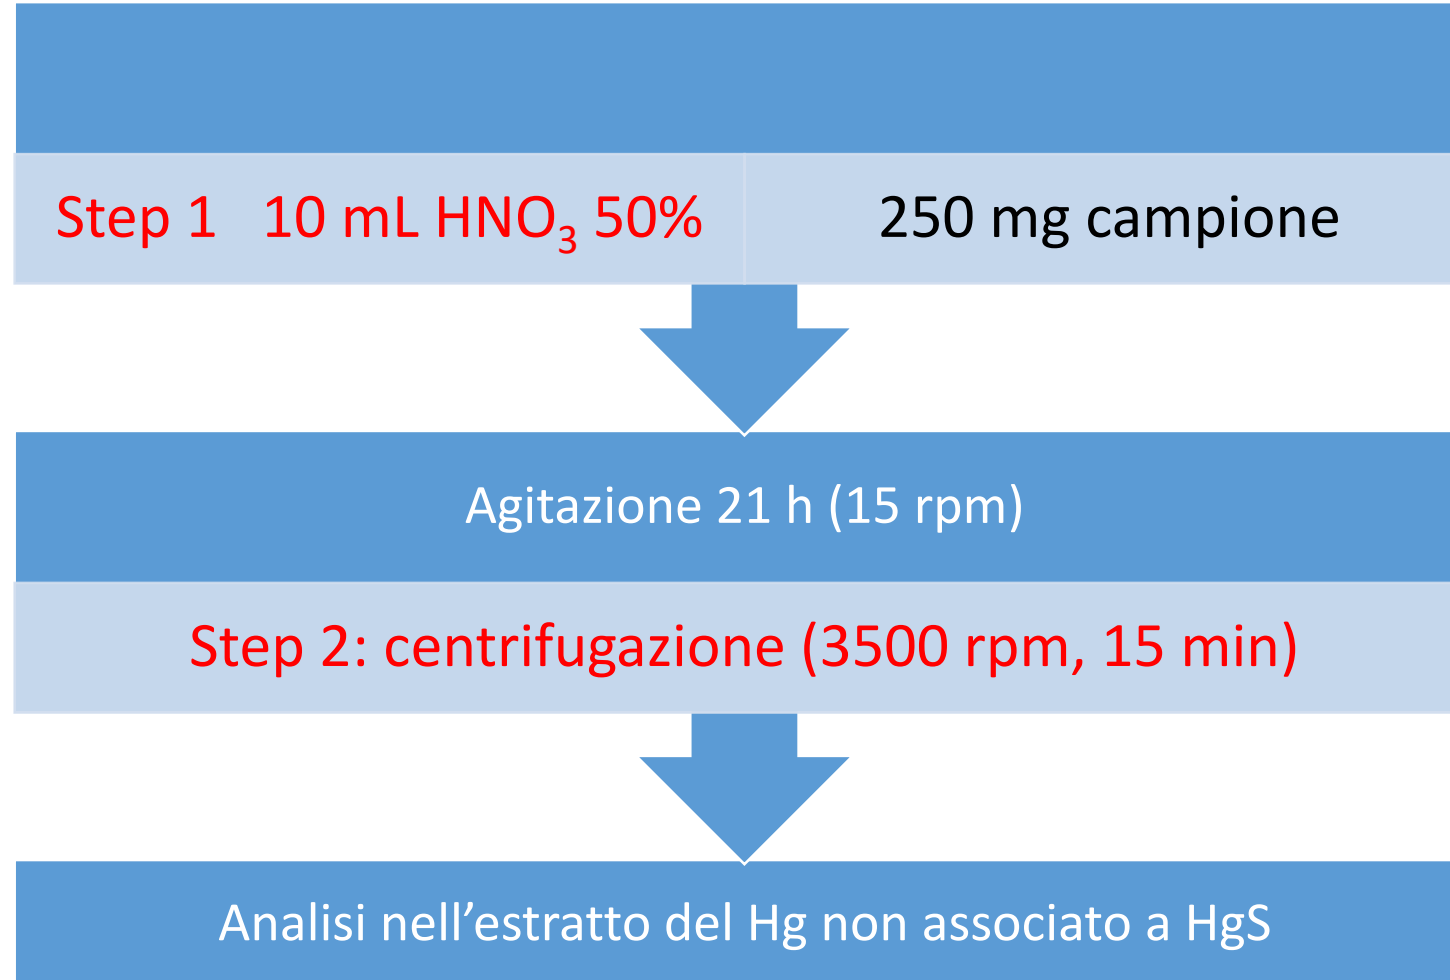 Step 1 10 mL HNO₃ 50%
250 mg campione
Agitazione 21 h (15 rpm)
Step 2: centrifugazione (3500 rpm, 15 min)
Analisi nell’estratto del Hg non associato a HgS